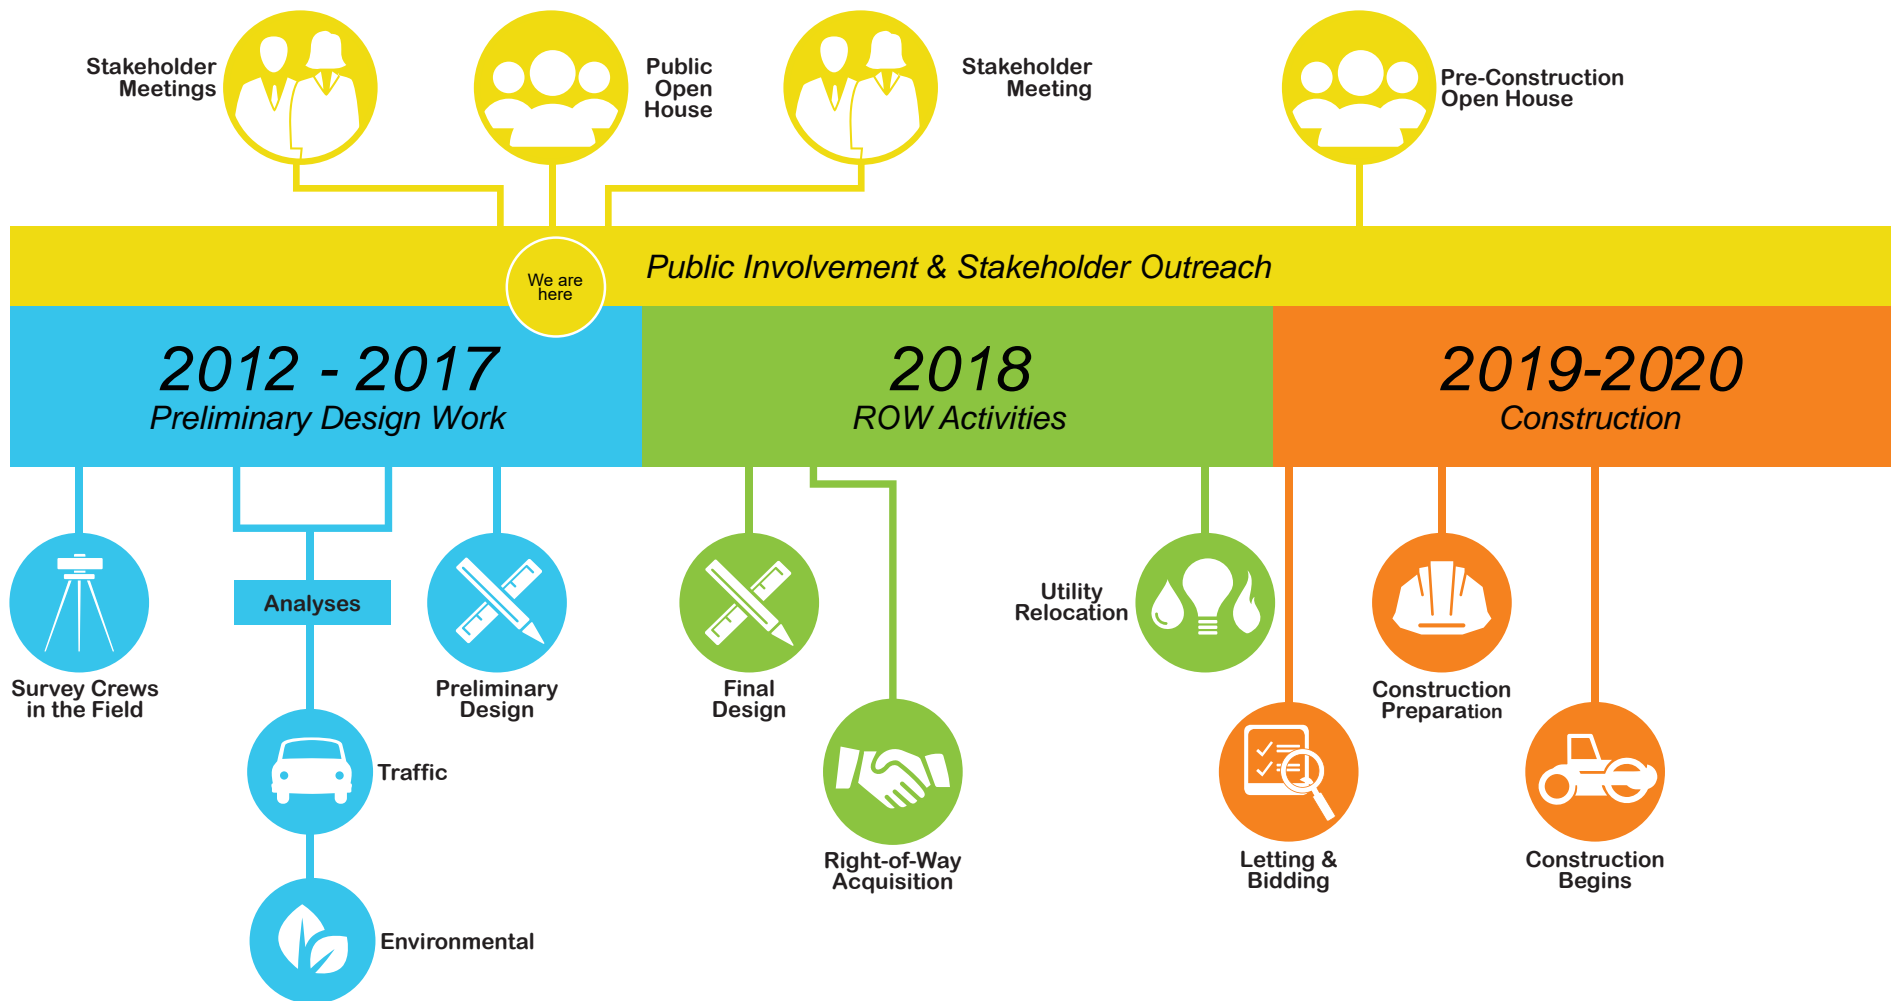 Stakeholder
Meetings
Public
Open
House
Stakeholder
Meeting
Pre-Construction
Open House
We are
here
Public Involvement & Stakeholder Outreach
2012 - 2017
Preliminary Design Work
2018
ROW Activities
2019-2020
Construction
Survey Crews
in the Field
Analyses
Traffic
Environmental
Preliminary
Design
Final
Design
Right-of-Way
Acquisition
Utility
Relocation
Letting &
Bidding
Construction
Preparation
Construction
Begins